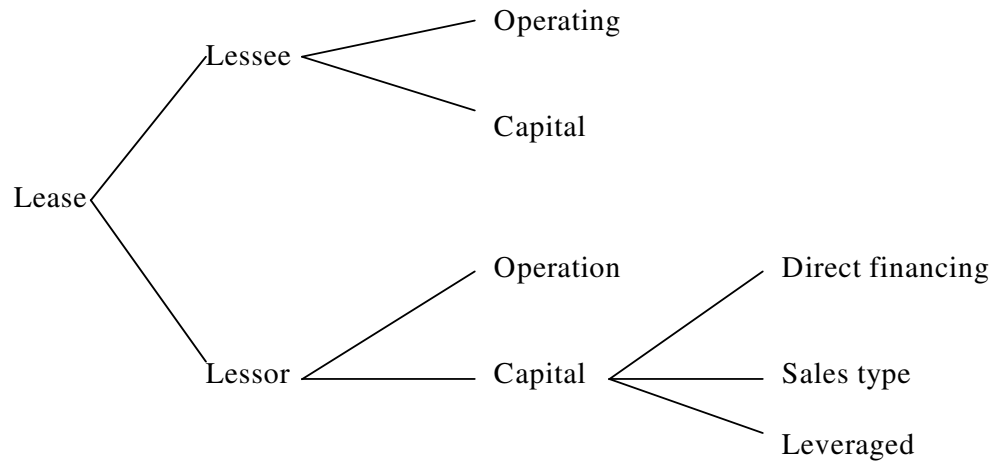 Operating
Lessee
Capital
Lease
Operation
Direct financing
Lessor
Capital
Sales type
Leveraged